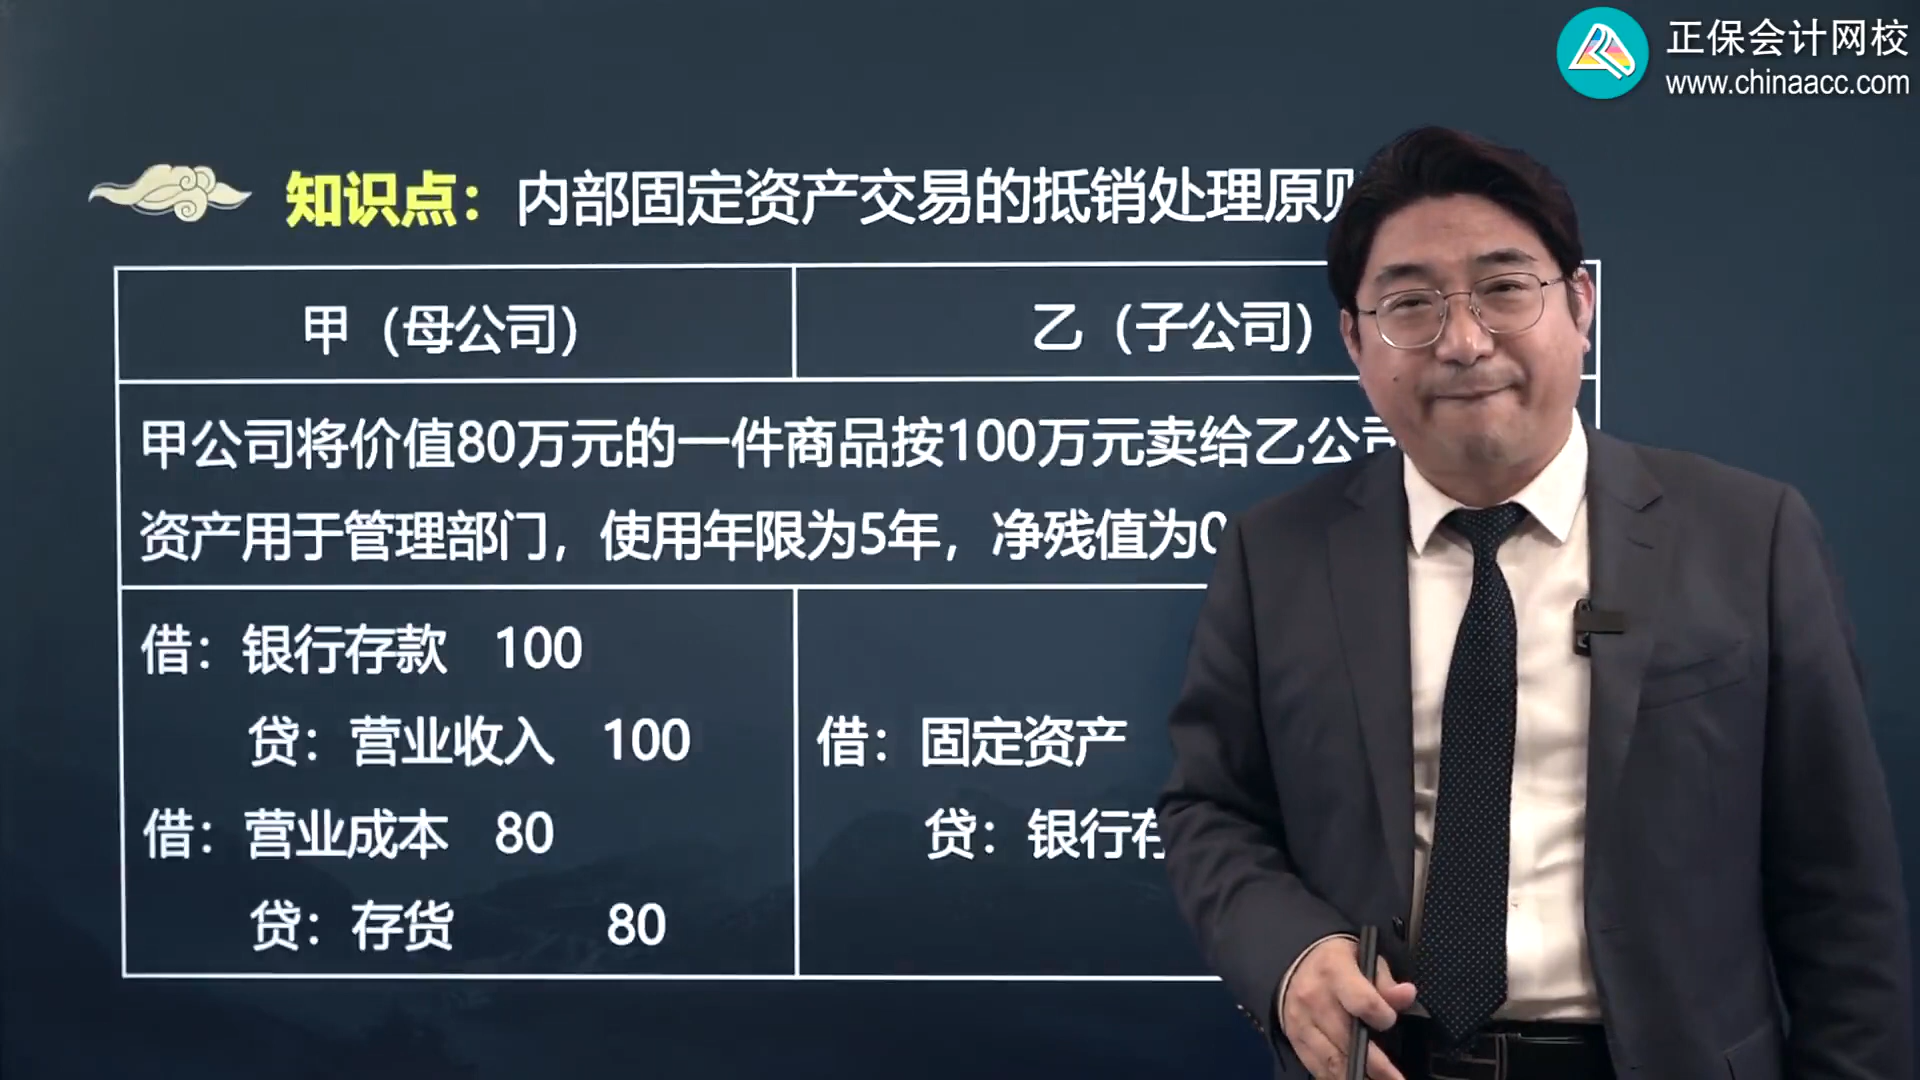 正保会计网校
www.chinaacc.com
知识点：内部固定资产交易的抵销处理原则
甲（母公司）
乙（子公司）
甲公司将价值80万元的一件商品按100万元卖给乙公司
资产用于管理部门，使用年限为5年，净残值为0
借：银行存款 100
贷：营业收入 100
借：营业成本 80
贷：存货 80
借：固定资产
贷：银行存